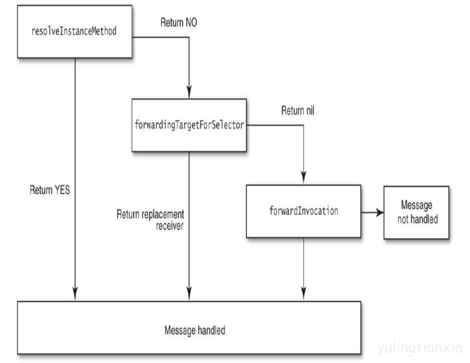 resolveInstanceMethod
Return NO
forwardingTargetForSelector
Return nil
Return YES
Return replacement
receiver
forwardInvocation
Message
not handled
Message handled
yulingtianxia